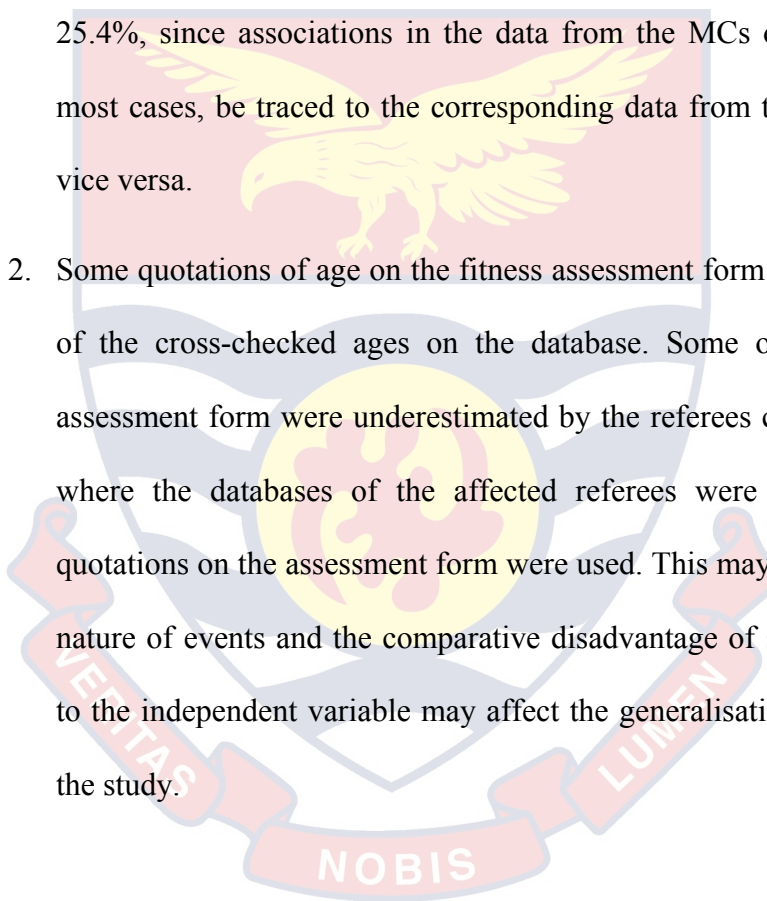 25.4%, since associations in the data from the MCs
most cases, be traced to the corresponding data from
vice versa.
2. Some quotations of age on the fitness assessment form
of the cross-checked ages on the database. Some
assessment form were underestimated by the referees
where the databases of the affected referees were
quotations on the assessment form were used. This may
nature of events and the comparative disadvantage of
to the independent variable may affect the
the study.
VERITAS
NOBIS
LUMEN